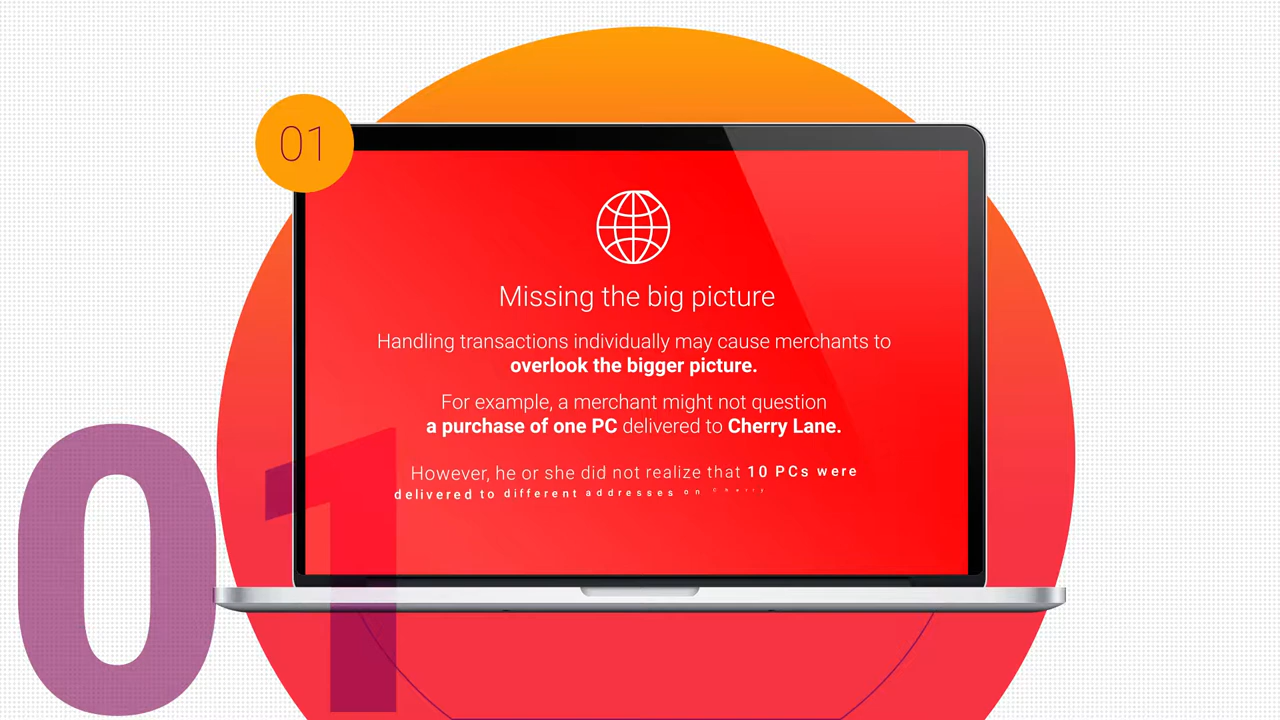 01
Missing the big picture
Handling transactions individually may cause merchants to
overlook the bigger picture.
For example, a merchant might not question
a purchase of one PC delivered to Cherry Lane.
However, he or she did not realize that 10 PCs were
delivered to different addresses on Cherry
01